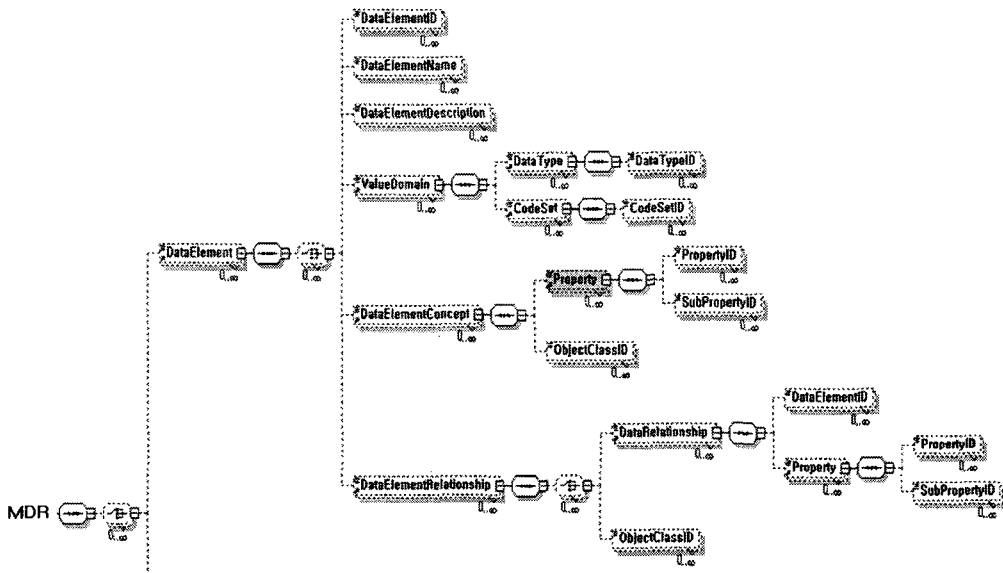 DataElementID
0..∞
DataElementName
0..∞
DataElementDescription
0..∞
DataType
DataTypeID
0..∞
0..∞
ValueDomain
0..∞
CodeSet
CodeSetID
0..∞
0..∞
DataElement
0..∞
0..∞
PropertyID
0..∞
Property
0..∞
SubPropertyID
0..∞
DataElementConcept
0..∞
ObjectClassID
0..∞
DataElementID
0..∞
DataRelationship
0..∞
PropertyID
0..∞
Property
0..∞
SubPropertyID
0..∞
DataElementRelationship
0..∞
0..∞
MDR
0..∞
ObjectClassID
0..∞